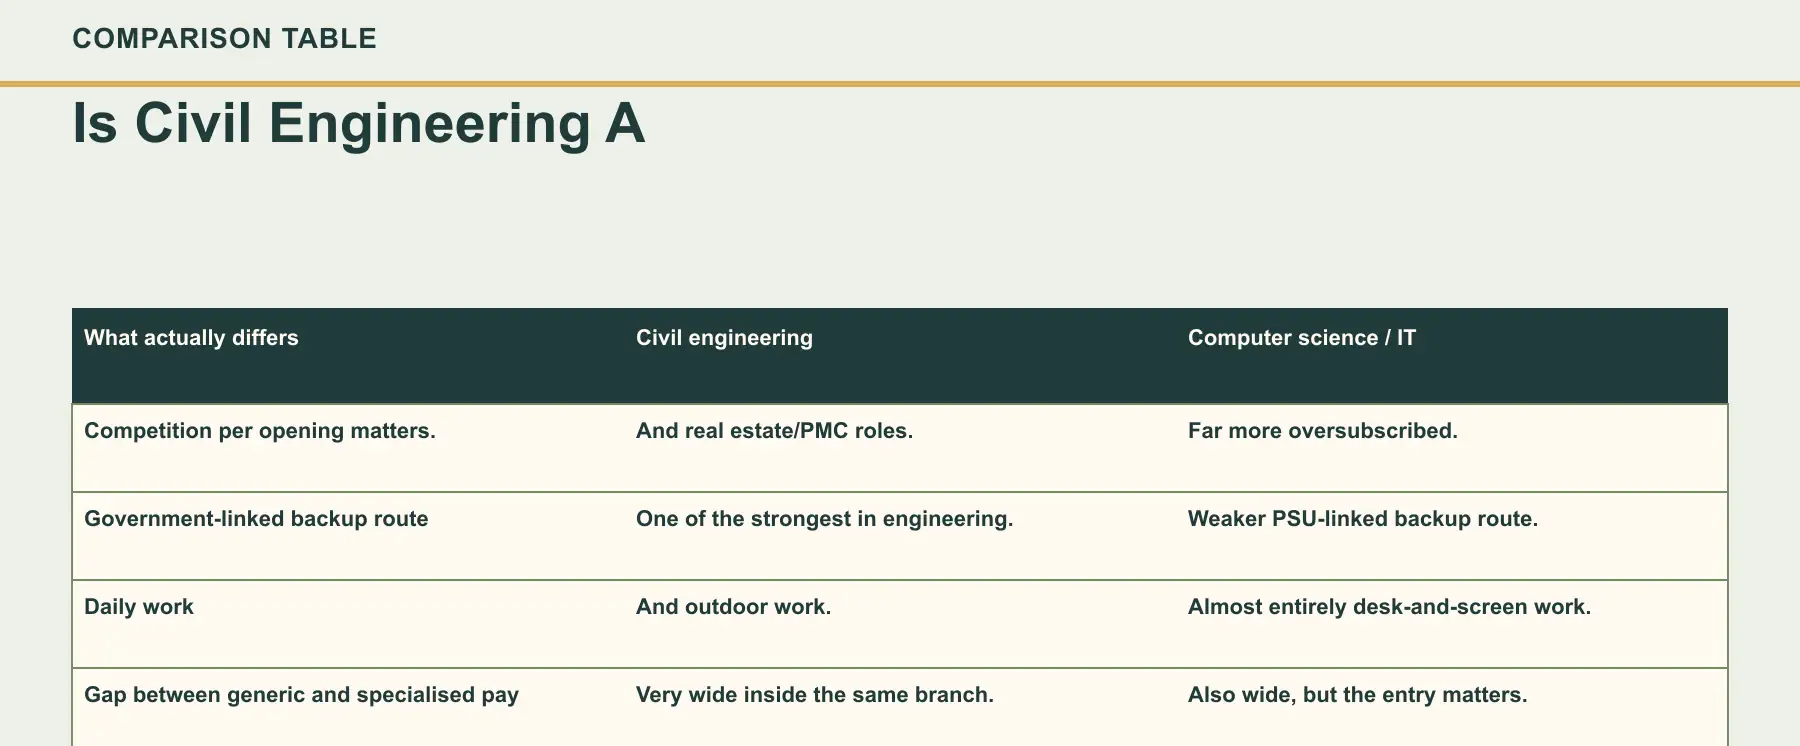 COMPARISON TABLE
Is Civil Engineering A
What actually differs Civil engineering Computer science / IT
Competition per opening matters. And real estate/PMC roles. Far more oversubscribed.
Government-linked backup route One of the strongest in engineering. Weaker PSU-linked backup route.
Daily work And outdoor work. Almost entirely desk-and-screen work.
Gap between generic and specialised pay Very wide inside the same branch. Also wide, but the entry matters.